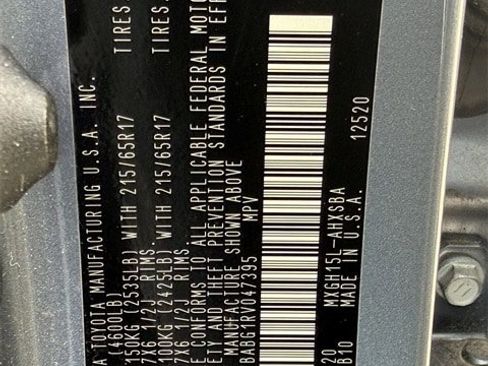 A TOYOTA MANUFACTURING U.S.A. INC.
(4600LB)
150KG (2535LB) WITH 215/65R17 TIRES
7X6 1/2J RIMS.
100KG (2425LB) WITH 215/65R17 TIRES
7X6 1/2J RIMS.
E CONFORMS TO ALL APPLICABLE FEDERAL MOTO
ETY AND THEFT PREVENTION STANDARDS IN EFF
MANUFACTURE SHOWN ABOVE
BABG1RV047395 MPV
20 MXGH15L-AHXSBA 12520
B10 MADE IN U.S.A.